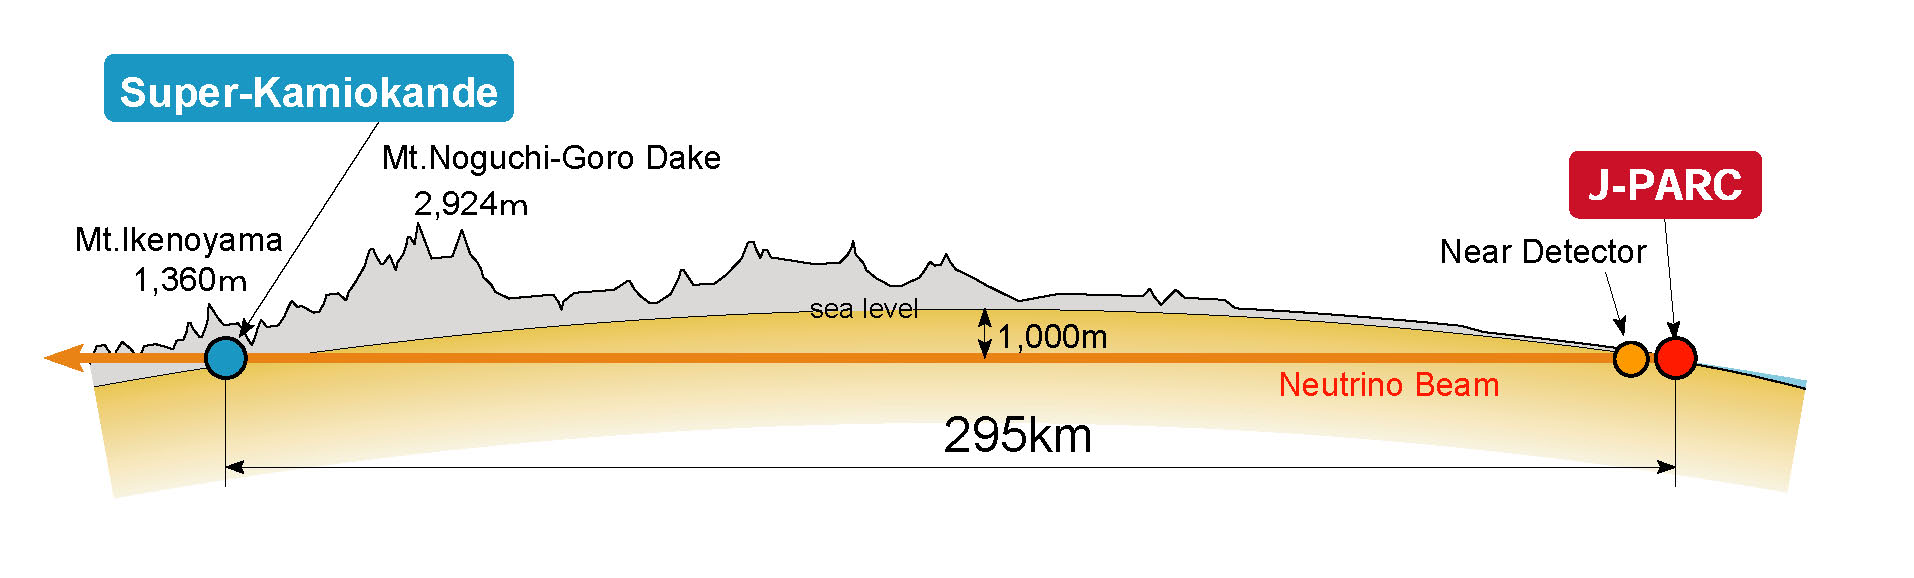 Super-Kamiokande
Mt.Noguchi-Goro Dake
2,924m
Mt.Ikenoyama
1,360m
J-PARC
Near Detector
sea level
1,000m
Neutrino Beam
295km